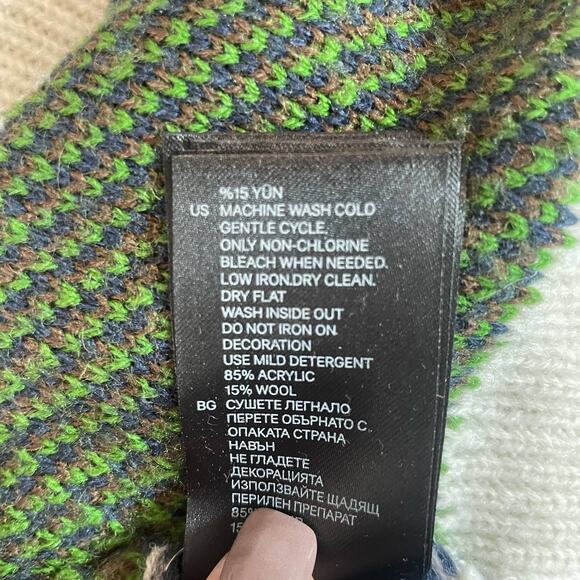 %15 YÜN
US MACHINE WASH COLD
GENTLE CYCLE.
ONLY NON-CHLORINE
BLEACH WHEN NEEDED.
LOW IRON.DRY CLEAN.
DRY FLAT
WASH INSIDE OUT
DO NOT IRON ON
DECORATION
USE MILD DETERGENT
85% ACRYLIC
15% WOOL
BG СУШЕТЕ ЛЕГНАЛО
ПЕРЕТЕ ОБЪРНАТО С
ОПАКАТА СТРАНА
НАВЪН
НЕ ГЛАДЕТЕ
ДЕКОРАЦИЯТА
ИЗПОЛЗВАЙТЕ ЩАДЯЩ
ПЕРИЛЕН ПРЕПАРАТ